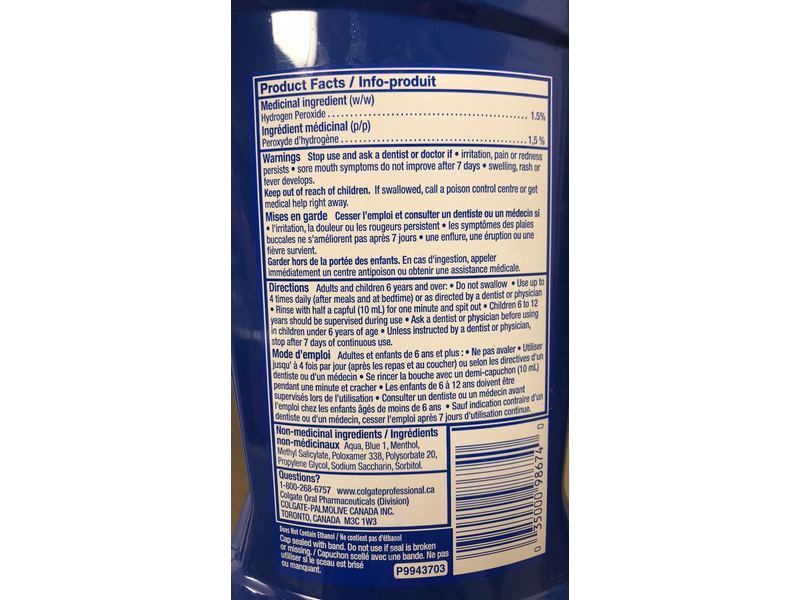 Product Facts / Info-produit
Medicinal ingredient (w/w)
Hydrogen Peroxide ........................................ 1.5%
Ingrédient médicinal (p/p)
Peroxyde d'hydrogène ..................................... 1,5 %
Warnings Stop use and ask a dentist or doctor if • irritation, pain or redness
persists • sore mouth symptoms do not improve after 7 days • swelling, rash or
fever develops.
Keep out of reach of children. If swallowed, call a poison control centre or get
medical help right away.
Mises en garde Cesser l'emploi et consulter un dentiste ou un médecin si
• l'irritation, la douleur ou les rougeurs persistent • les symptômes des plaies
buccales ne s'améliorent pas après 7 jours • une enflure, une éruption ou une
fièvre survient.
Garder hors de la portée des enfants. En cas d'ingestion, appeler
immédiatement un centre antipoison ou obtenir une assistance médicale.
Directions Adults and children 6 years and over: • Do not swallow • Use up to
4 times daily (after meals and at bedtime) or as directed by a dentist or physician
• Rinse with half a capful (10 mL) for one minute and spit out • Children 6 to 12
years should be supervised during use • Ask a dentist or physician before using
in children under 6 years of age • Unless instructed by a dentist or physician,
stop after 7 days of continuous use.
Mode d'emploi Adultes et enfants de 6 ans et plus : • Ne pas avaler • Utiliser
jusqu' à 4 fois par jour (après les repas et au coucher) ou selon les directives d'un
dentiste ou d'un médecin • Se rincer la bouche avec un demi-capuchon (10 mL)
pendant une minute et cracher • Les enfants de 6 à 12 ans doivent être
supervisés lors de l'utilisation • Consulter un dentiste ou un médecin avant
l'emploi chez les enfants âgés de moins de 6 ans • Sauf indication contraire d'un
dentiste ou d'un médecin, cesser l'emploi après 7 jours d'utilisation continue.
Non-medicinal ingredients / Ingrédients
non-médicinaux Aqua, Blue 1, Menthol,
Methyl Salicylate, Poloxamer 338, Polysorbate 20,
Propylene Glycol, Sodium Saccharin, Sorbitol.
Questions?
1-800-268-6757 www.colgateprofessional.ca
Colgate Oral Pharmaceuticals (Division)
COLGATE-PALMOLIVE CANADA INC.
TORONTO, CANADA M3C 1W3
Does Not Contain Ethanol / Ne contient pas d'éthanol
Cap sealed with band. Do not use if seal is broken
or missing. / Capuchon scellé avec une bande. Ne pas
utiliser si le sceau est brisé
ou manquant.
P9943703
0 35000 98674 0